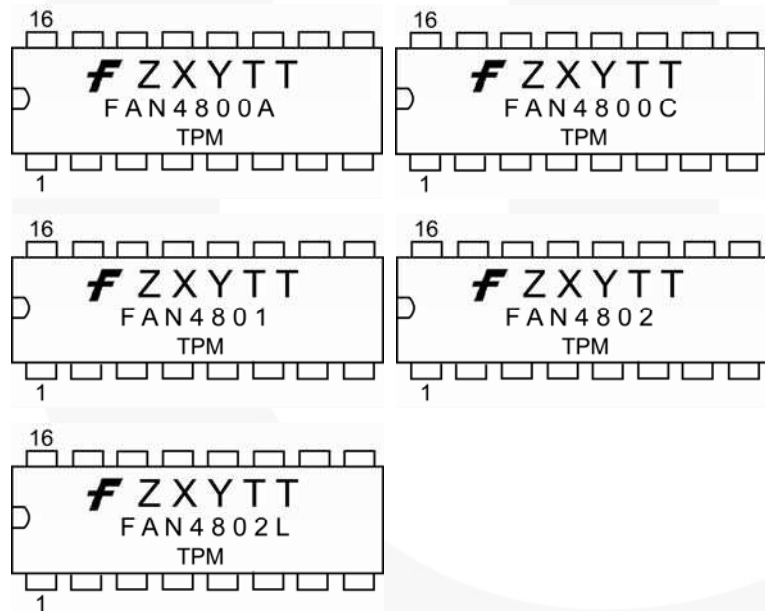 16
ZXYTT
FAN4800A
TPM
1
16
ZXYTT
FAN4800C
TPM
1
16
ZXYTT
FAN4801
TPM
1
16
ZXYTT
FAN4802
TPM
1
16
ZXYTT
FAN4802L
TPM
1